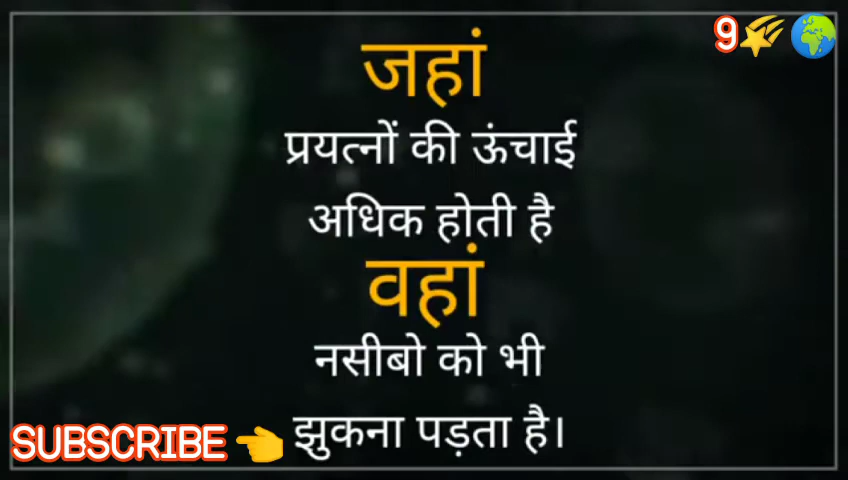 9
जहां
प्रयत्नों की ऊंचाई
अधिक होती है
वहां
नसीबो को भी
झुकना पड़ता है।
SUBSCRIBE